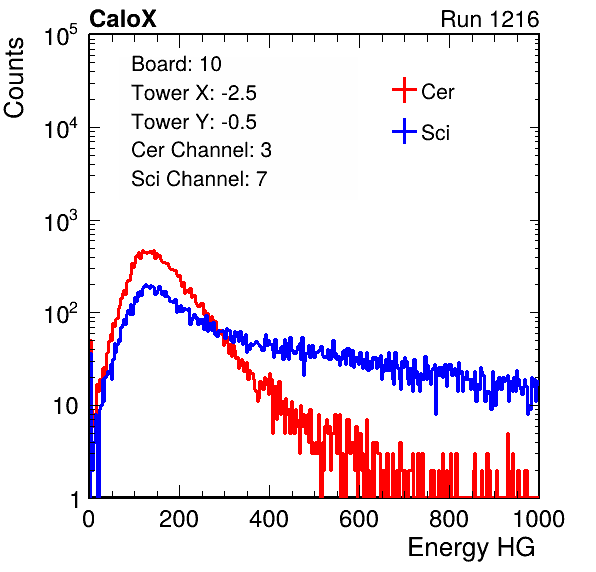 CaloX
Run 1216
Counts
Board: 10
Tower X: -2.5
Tower Y: -0.5
Cer Channel: 3
Sci Channel: 7
Cer
Sci
10^5
10^4
10^3
10^2
10
1
0 200 400 600 800 1000
Energy HG